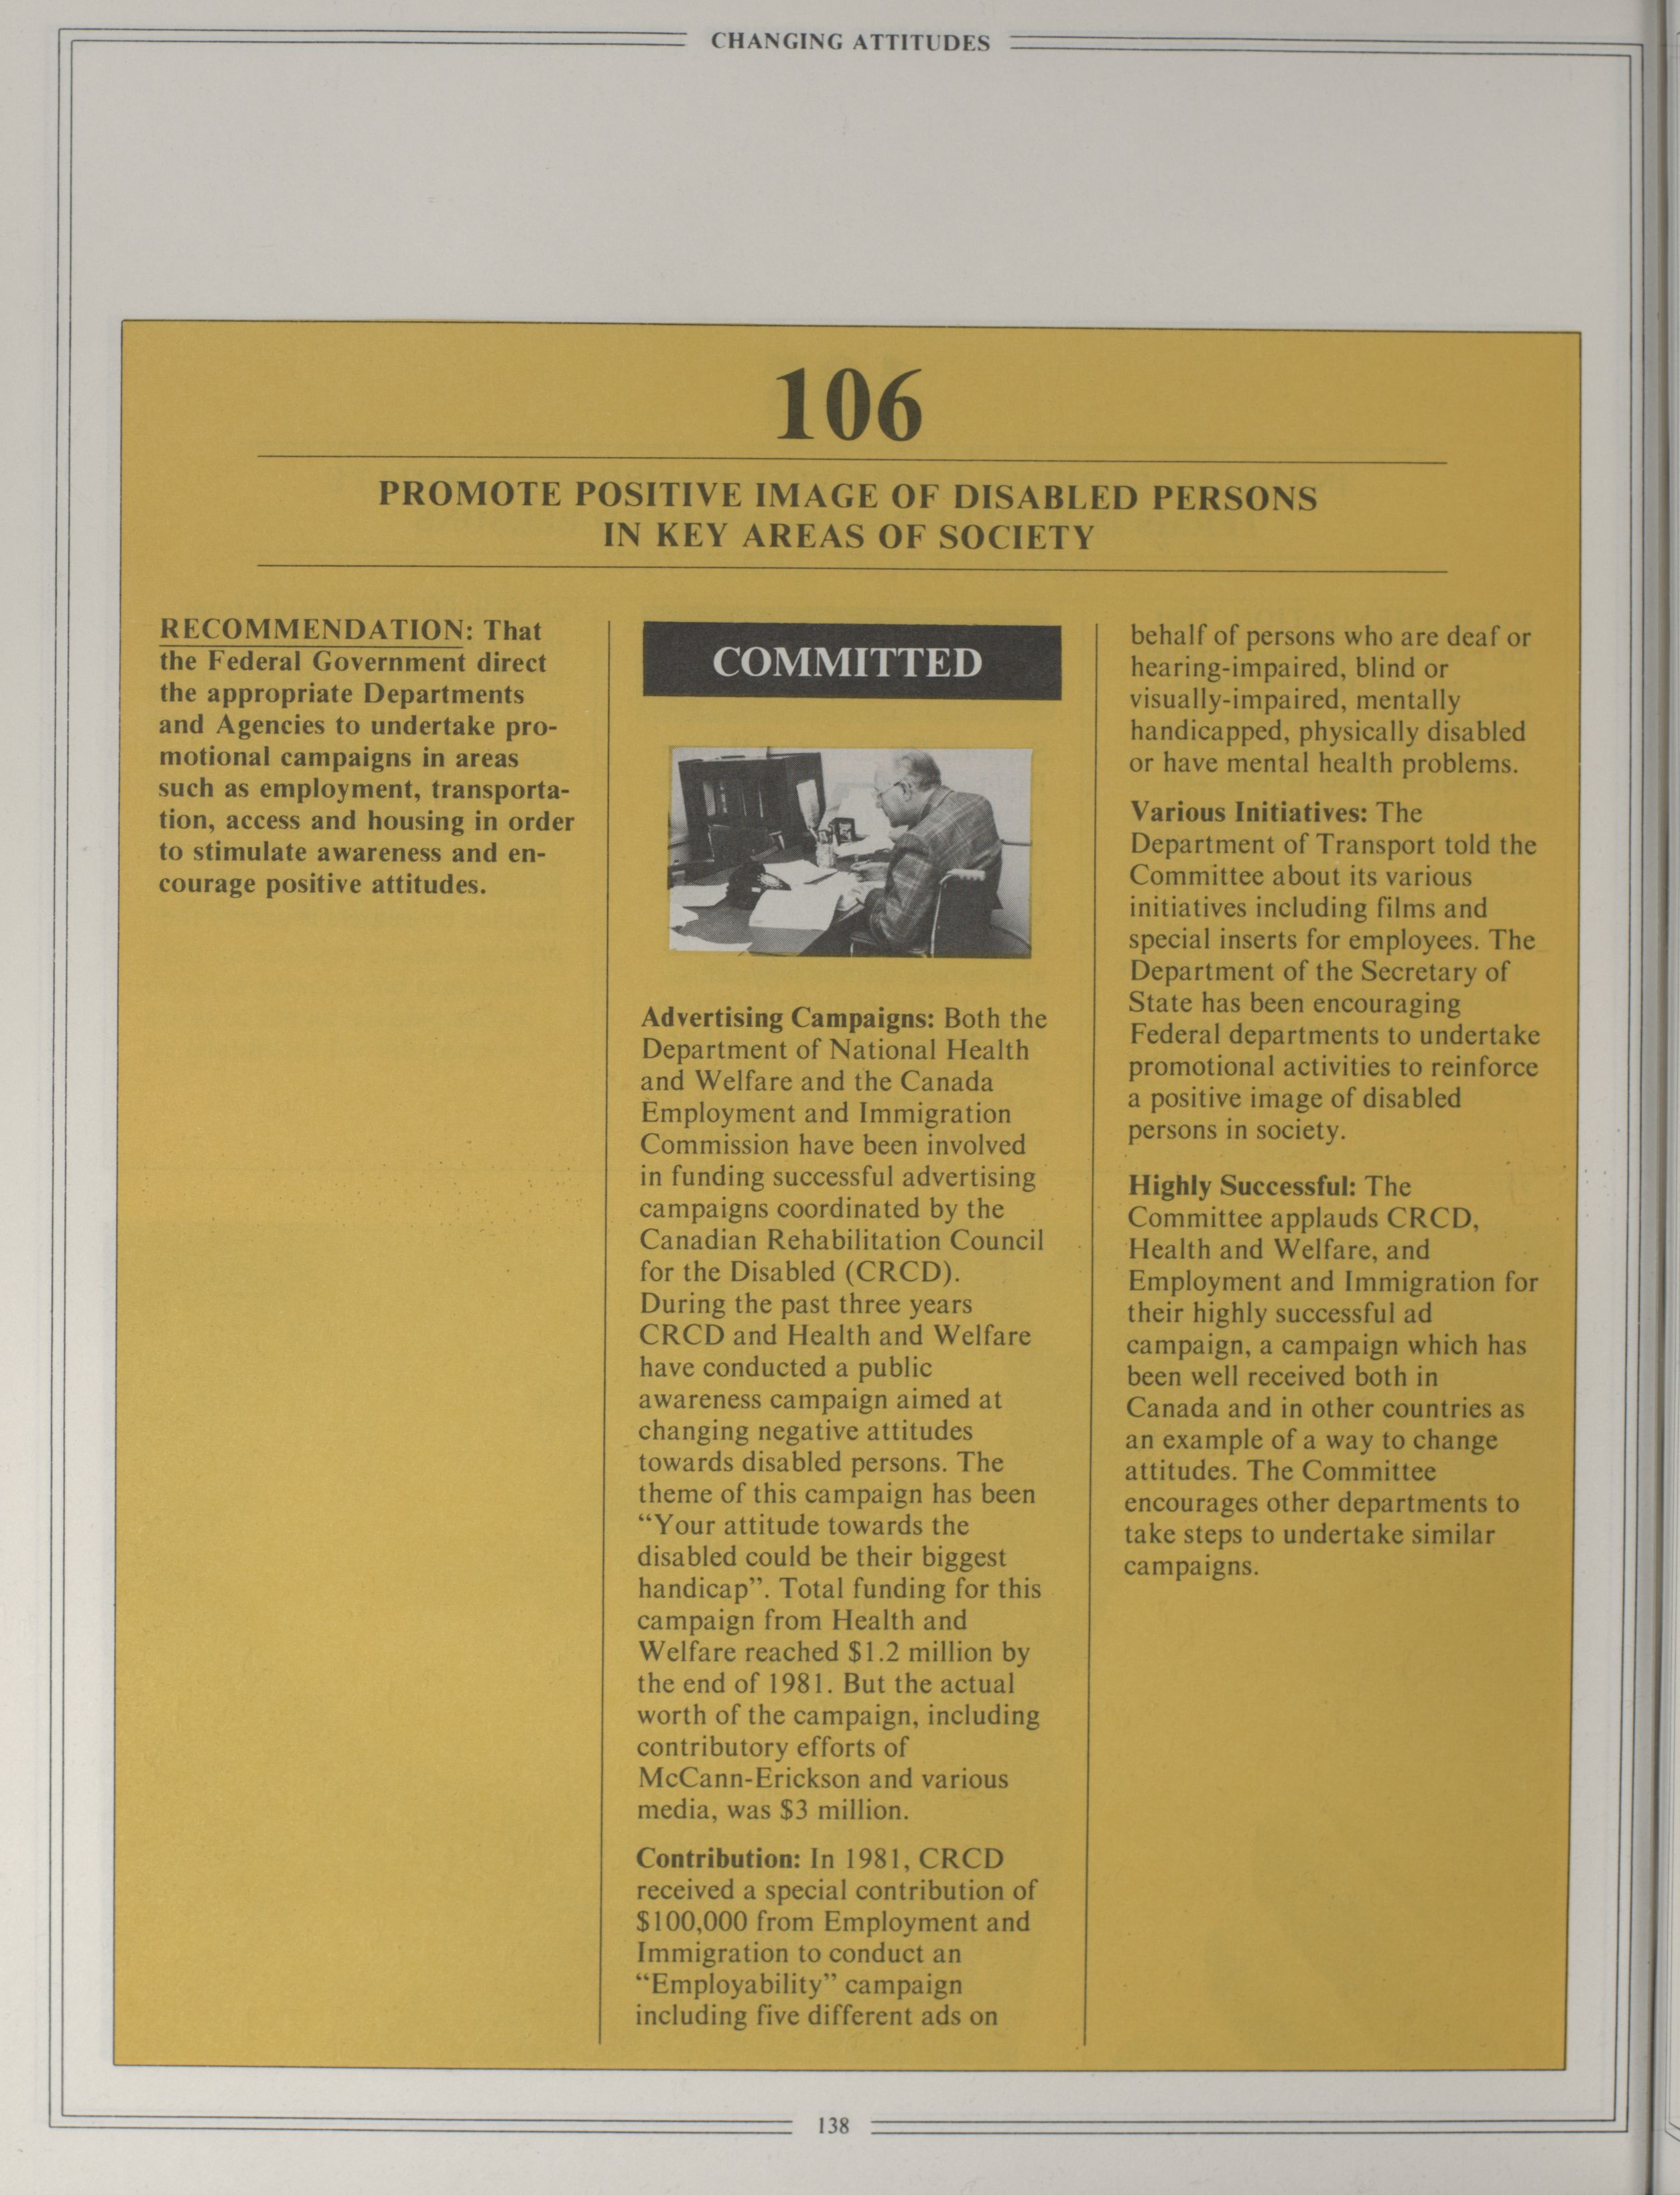 CHANGING ATTITUDES
106
PROMOTE POSITIVE IMAGE OF DISABLED PERSONS
IN KEY AREAS OF SOCIETY
RECOMMENDATION: That
the Federal Government direct
the appropriate Departments
and Agencies to undertake pro-
motional campaigns in areas
such as employment, transporta-
tion, access and housing in order
to stimulate awareness and en-
courage positive attitudes.
COMMITTED
Advertising Campaigns: Both the
Department of National Health
and Welfare and the Canada
Employment and Immigration
Commission have been involved
in funding successful advertising
campaigns coordinated by the
Canadian Rehabilitation Council
for the Disabled (CRCD).
During the past three years
CRCD and Health and Welfare
have conducted a public
awareness campaign aimed at
changing negative attitudes
towards disabled persons. The
theme of this campaign has been
“Your attitude towards the
disabled could be their biggest
handicap”. Total funding for this
campaign from Health and
Welfare reached $1.2 million by
the end of 1981. But the actual
worth of the campaign, including
contributory efforts of
McCann-Erickson and various
media, was $3 million.
Contribution: In 1981, CRCD
received a special contribution of
$100,000 from Employment and
Immigration to conduct an
“Employability” campaign
including five different ads on
behalf of persons who are deaf or
hearing-impaired, blind or
visually-impaired, mentally
handicapped, physically disabled
or have mental health problems.
Various Initiatives: The
Department of Transport told the
Committee about its various
initiatives including films and
special inserts for employees. The
Department of the Secretary of
State has been encouraging
Federal departments to undertake
promotional activities to reinforce
a positive image of disabled
persons in society.
Highly Successful: The
Committee applauds CRCD,
Health and Welfare, and
Employment and Immigration for
their highly successful ad
campaign, a campaign which has
been well received both in
Canada and in other countries as
an example of a way to change
attitudes. The Committee
encourages other departments to
take steps to undertake similar
campaigns.
138